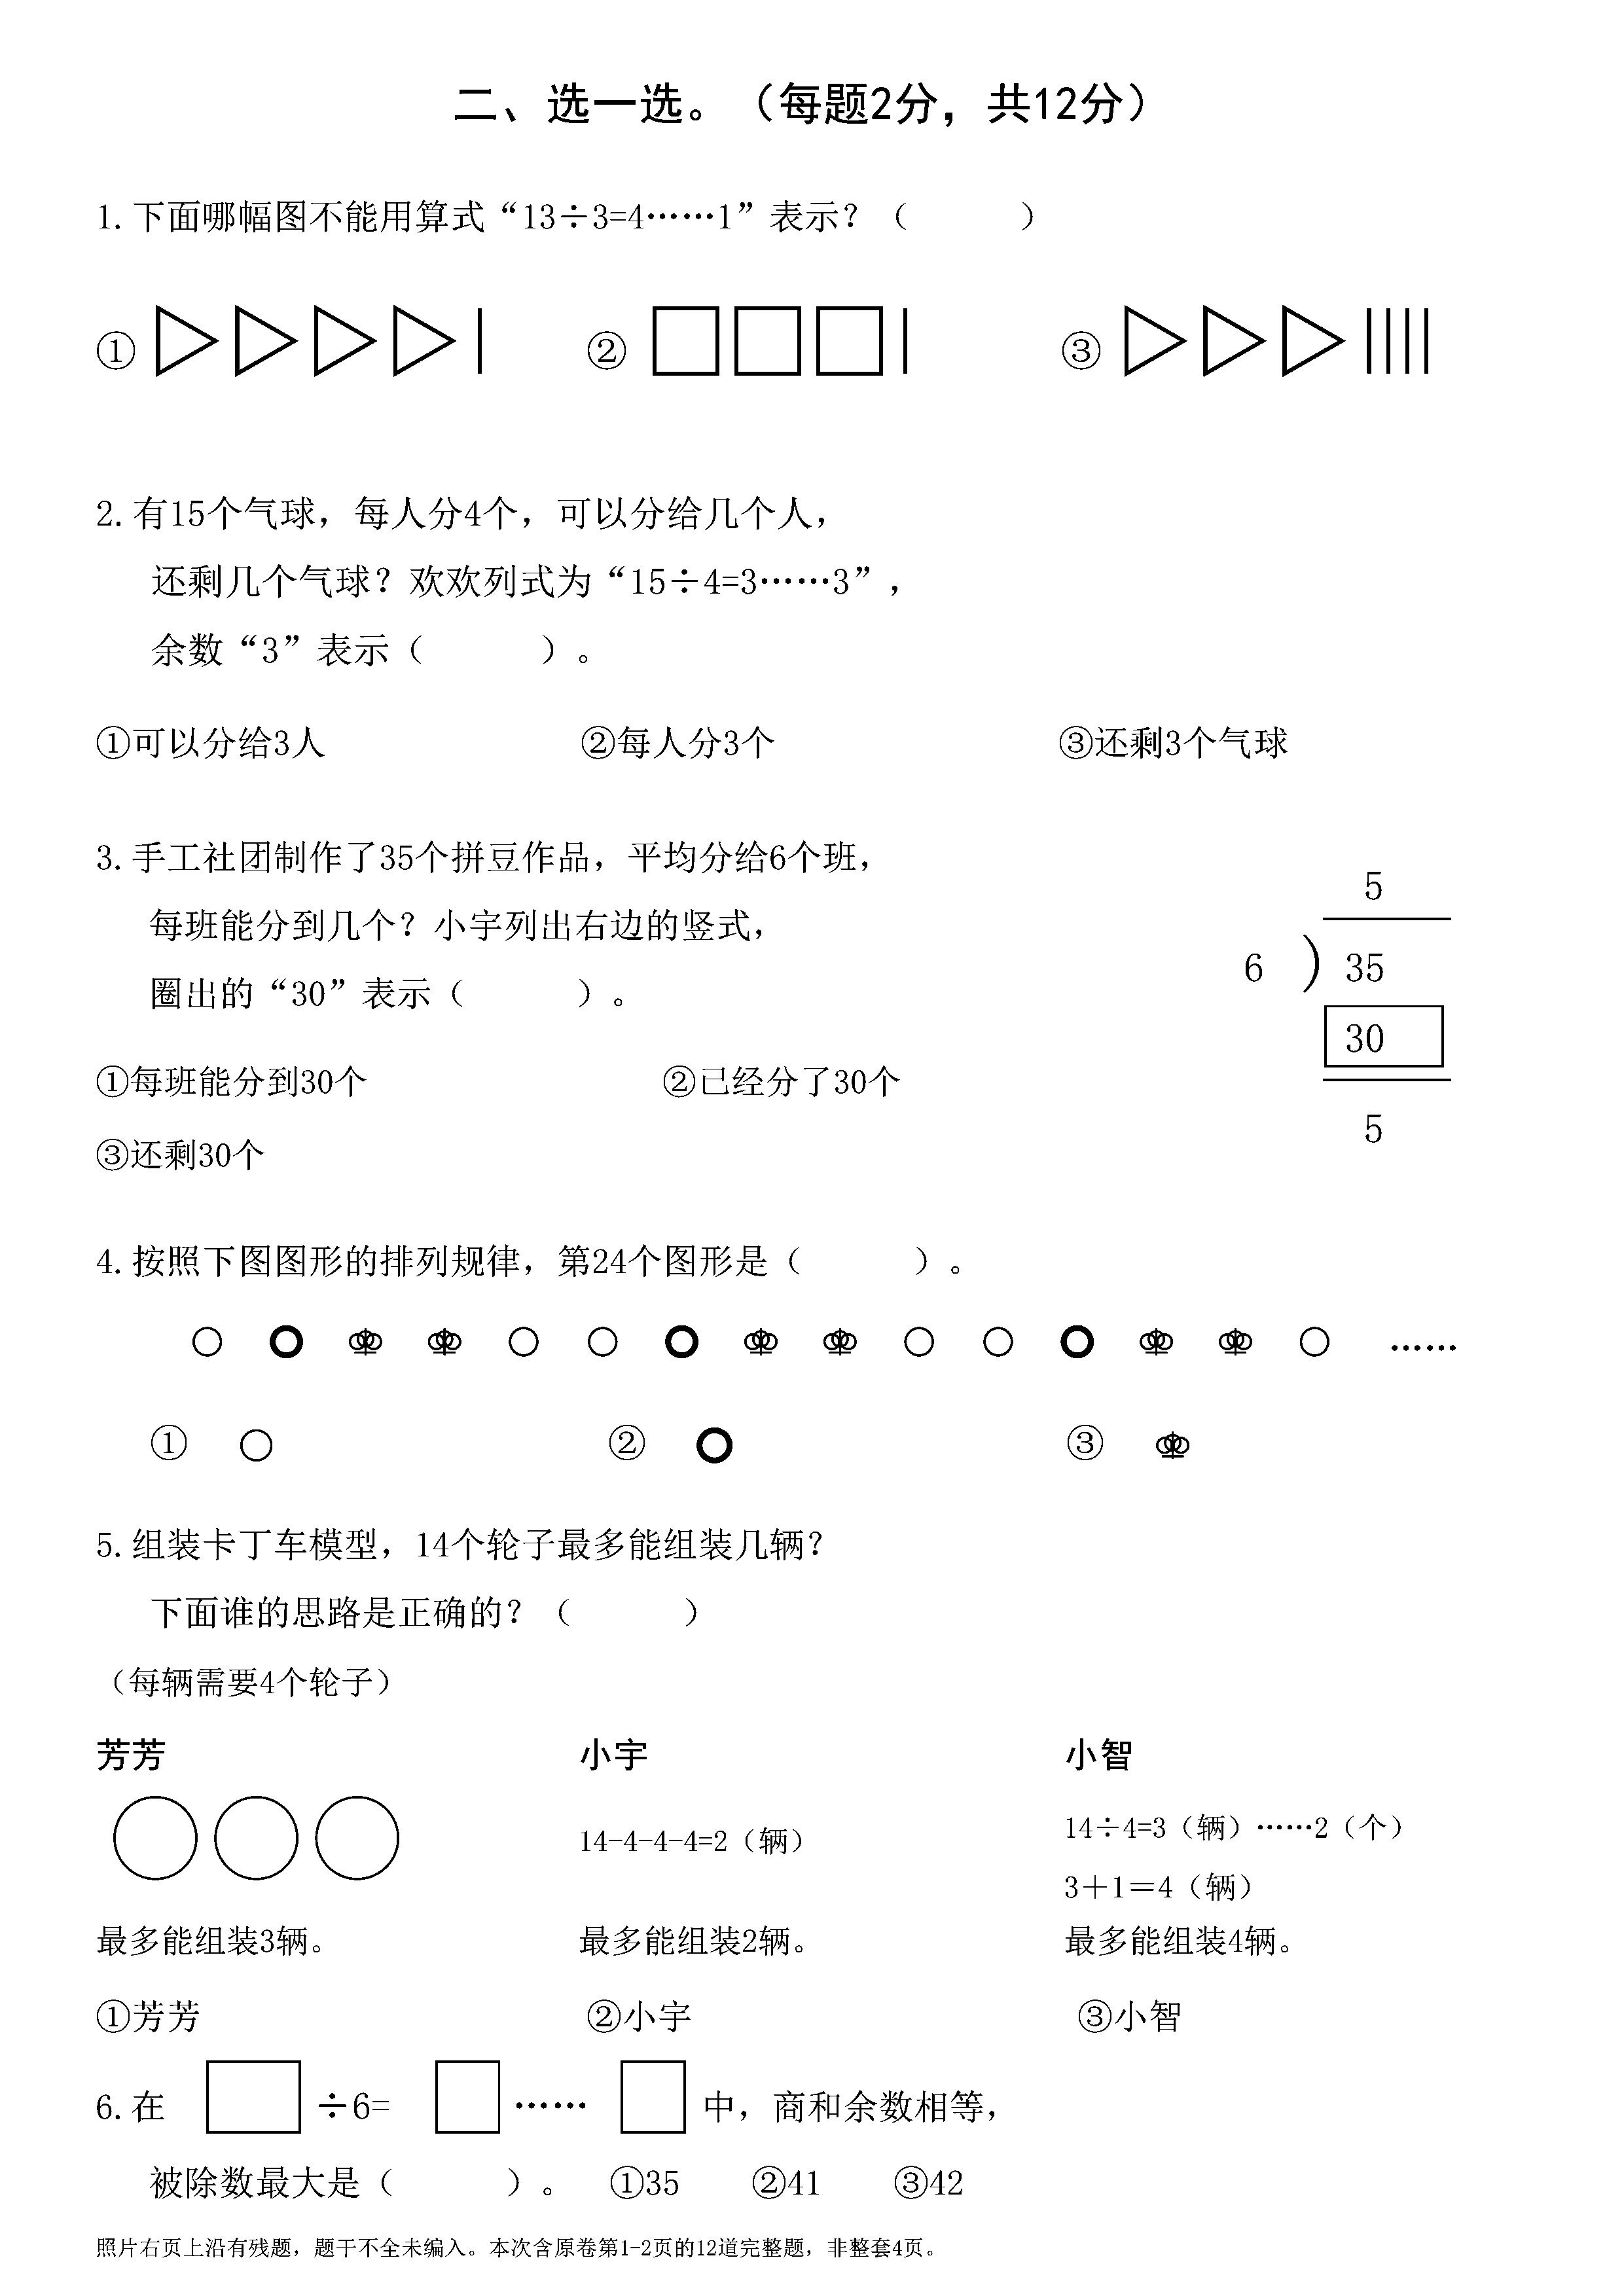 二、选一选。（每题2分，共12分）
1.下面哪幅图不能用算式“13÷3=4……1”表示？（　　　）
① ② ③
2.有15个气球，每人分4个，可以分给几个人，
还剩几个气球？欢欢列式为“15÷4=3……3”，
余数“3”表示（　　　）。
①可以分给3人 ②每人分3个 ③还剩3个气球
3.手工社团制作了35个拼豆作品，平均分给6个班，
每班能分到几个？小宇列出右边的竖式，
圈出的“30”表示（　　　）。
①每班能分到30个 ②已经分了30个
③还剩30个
5
6 ) 35
30
5
4.按照下图图形的排列规律，第24个图形是（　　　）。
○ ⭘ ♚ ♚ ○ ○ ⭘ ♚ ♚ ○ ○ ⭘ ♚ ♚ ○ ……
① ○ ② ⭘ ③ ♚
5.组装卡丁车模型，14个轮子最多能组装几辆？
下面谁的思路是正确的？（　　　）
（每辆需要4个轮子）
芳芳 小宇 小智
14-4-4-4=2（辆） 14÷4=3（辆）……2（个）
3＋1＝4（辆）
最多能组装3辆。 最多能组装2辆。 最多能组装4辆。
①芳芳 ②小宇 ③小智
6.在 □ ÷6= □ …… □ 中，商和余数相等，
被除数最大是（　　　）。 ①35 ②41 ③42
照片右页上沿有残题，题干不全未编入。本次含原卷第1-2页的12道完整题，非整套4页。